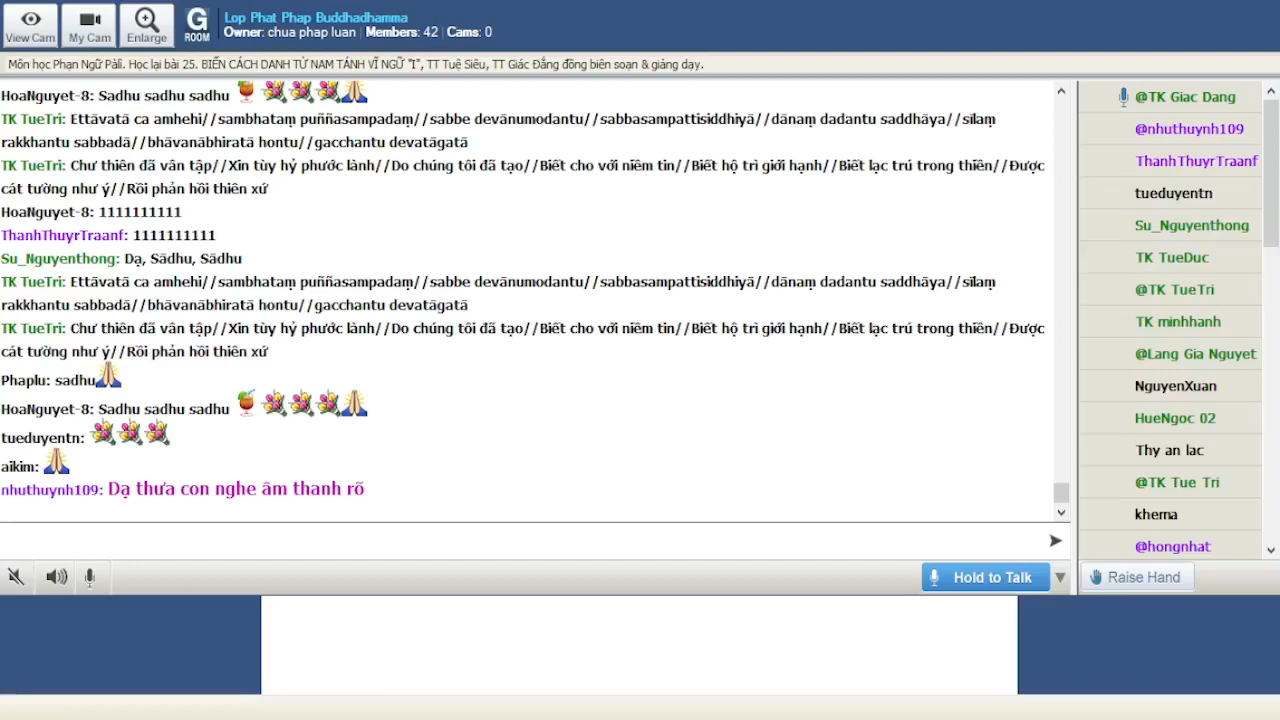 View Cam
My Cam
Enlarge
G
ROOM
Lop Phat Phap Buddhadhamma
Owner: chua phap luan | Members: 42 | Cams: 0
Môn học Phạn Ngữ Pāḷi. Học lại bài 25. BIẾN CÁCH DANH TỪ NAM TÁNH VĨ NGỮ "I", TT Tuệ Siêu, TT Giác Đẳng đồng biên soạn & giảng dạy.
HoaNguyet-8: Sadhu sadhu sadhu
TK TueTri: Ettāvatā ca amhehi//sambhataṃ puññasampadaṃ//sabbe devānumodantu//sabbasampattisiddhiyā//dānaṃ dadantu saddhāya//sīlaṃ
rakkhantu sabbadā//bhāvanābhiratā hontu//gacchantu devatāgatā
TK TueTri: Chư thiên đã vân tập//Xin tùy hỷ phước lành//Do chúng tôi đã tạo//Biết cho với niềm tin//Biết hộ trì giới hạnh//Biết lạc trú trong thiền//Được
cát tường như ý//Rồi phản hồi thiên xứ
HoaNguyet-8: 1111111111
ThanhThuyrTraanf: 1111111111
Su_Nguyenthong: Dạ, Sādhu, Sādhu
TK TueTri: Ettāvatā ca amhehi//sambhataṃ puññasampadaṃ//sabbe devānumodantu//sabbasampattisiddhiyā//dānaṃ dadantu saddhāya//sīlaṃ
rakkhantu sabbadā//bhāvanābhiratā hontu//gacchantu devatāgatā
TK TueTri: Chư thiên đã vân tập//Xin tùy hỷ phước lành//Do chúng tôi đã tạo//Biết cho với niềm tin//Biết hộ trì giới hạnh//Biết lạc trú trong thiền//Được
cát tường như ý//Rồi phản hồi thiên xứ
Phaplu: sadhu
HoaNguyet-8: Sadhu sadhu sadhu
tueduyentn:
aikim:
nhuthuynh109: Dạ thưa con nghe âm thanh rõ
Hold to Talk
@TK Giac Dang
@nhuthuynh109
ThanhThuyrTraanf
tueduyentn
Su_Nguyenthong
TK TueDuc
@TK TueTri
TK minhhanh
@Lang Gia Nguyet
NguyenXuan
HueNgoc 02
Thy an lac
@TK Tue Tri
khema
@hongnhat
Raise Hand